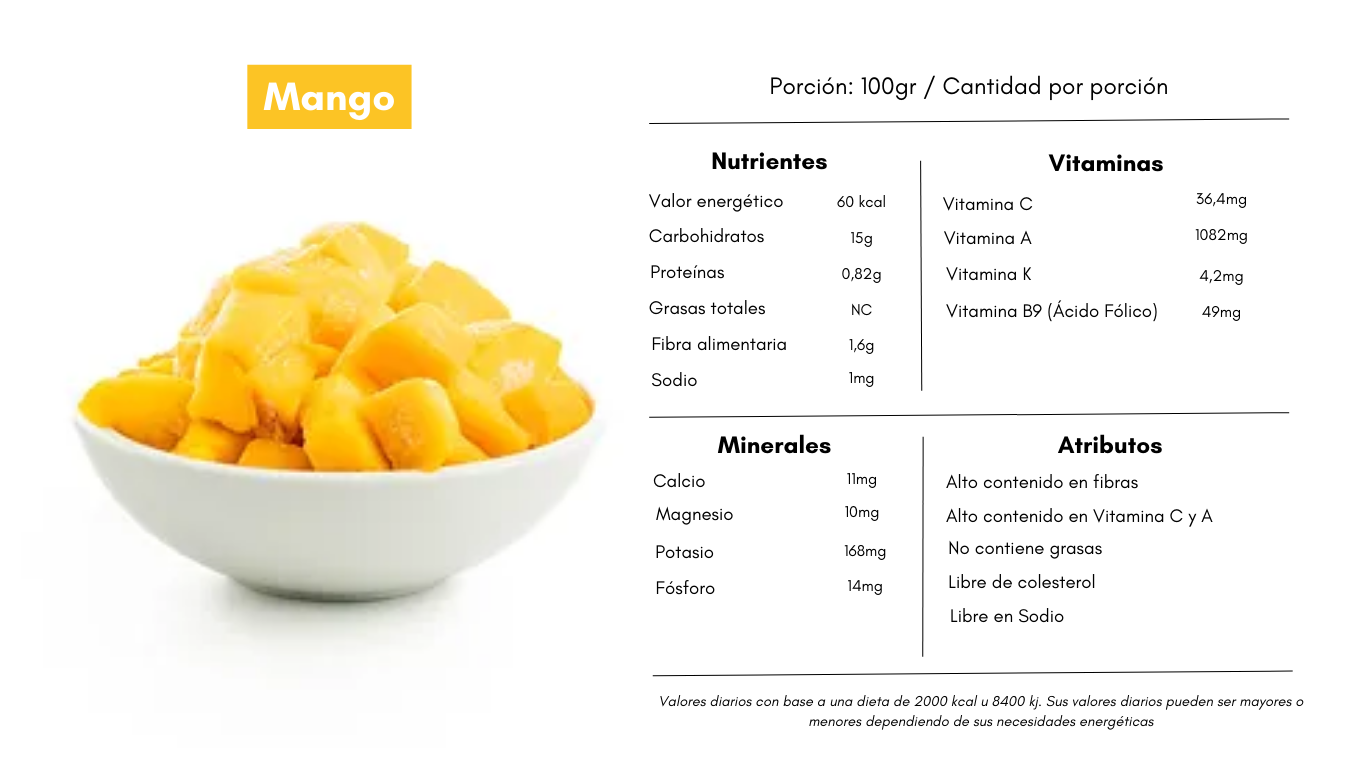 Mango
Porción: 100gr / Cantidad por porción
Nutrientes
Valor energético 60 kcal
Carbohidratos 15g
Proteínas 0,82g
Grasas totales NC
Fibra alimentaria 1,6g
Sodio 1mg
Vitaminas
Vitamina C 36,4mg
Vitamina A 1082mg
Vitamina K 4,2mg
Vitamina B9 (Ácido Fólico) 49mg
Minerales
Calcio 11mg
Magnesio 10mg
Potasio 168mg
Fósforo 14mg
Atributos
Alto contenido en fibras
Alto contenido en Vitamina C y A
No contiene grasas
Libre de colesterol
Libre en Sodio
Valores diarios con base a una dieta de 2000 kcal u 8400 kj. Sus valores diarios pueden ser mayores o
menores dependiendo de sus necesidades energéticas